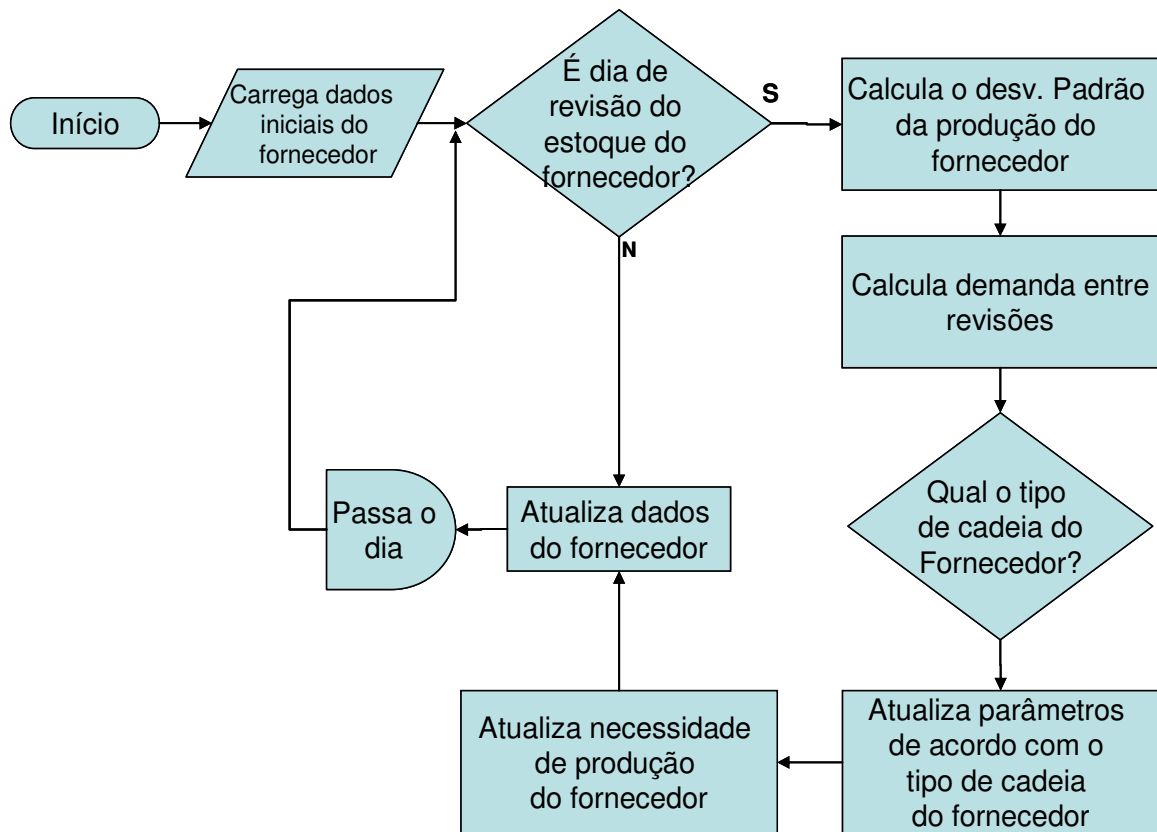 Início
Carrega dados
iniciais do
fornecedor
É dia de
revisão do
estoque do
fornecedor?
S
N
Calcula o desv. Padrão
da produção do
fornecedor
Calcula demanda entre
revisões
Qual o tipo
de cadeia do
Fornecedor?
Atualiza parâmetros
de acordo com o
tipo de cadeia
do fornecedor
Atualiza necessidade
de produção
do fornecedor
Atualiza dados
do fornecedor
Passa o
dia